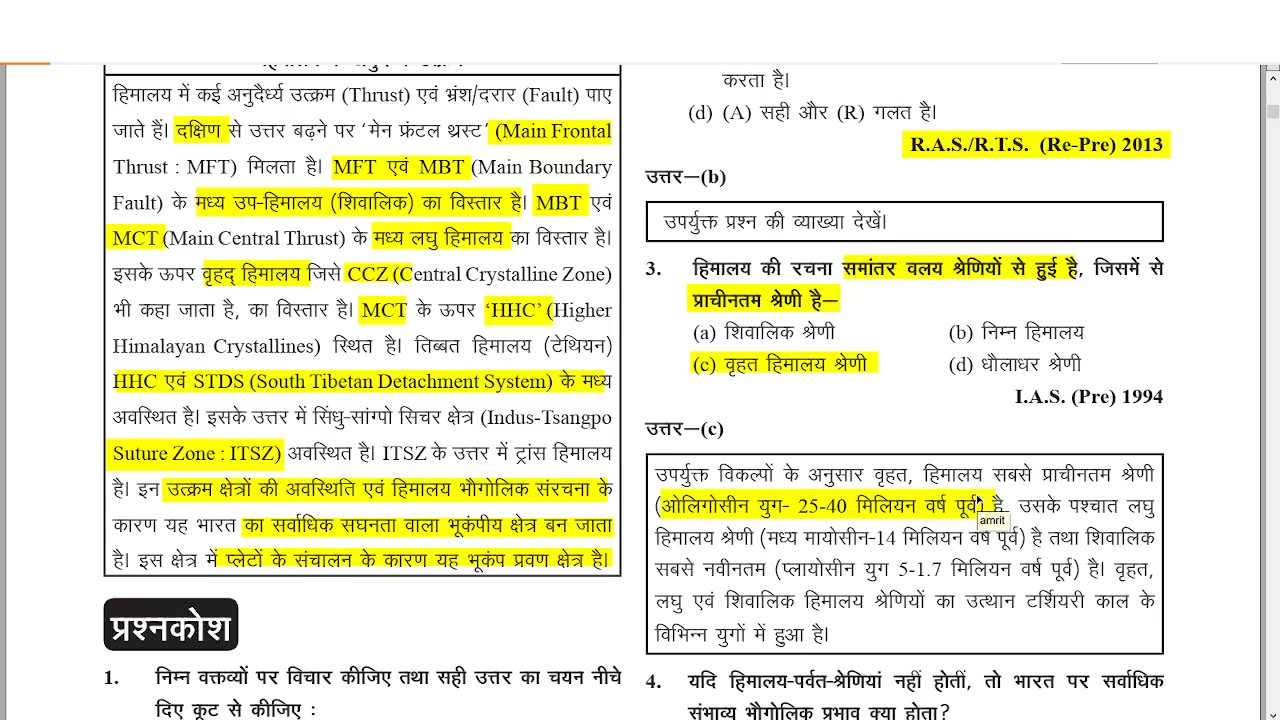 हिमालय में कई अनुदैर्ध्य उत्क्रम (Thrust) एवं भ्रंश/दरार (Fault) पाए
जाते हैं। दक्षिण से उत्तर बढ़ने पर ‘मेन फ्रंटल थ्रस्ट’ (Main Frontal
Thrust : MFT) मिलता है। MFT एवं MBT (Main Boundary
Fault) के मध्य उप-हिमालय (शिवालिक) का विस्तार है। MBT एवं
MCT (Main Central Thrust) के मध्य लघु हिमालय का विस्तार है।
इसके ऊपर वृहद् हिमालय जिसे CCZ (Central Crystalline Zone)
भी कहा जाता है, का विस्तार है। MCT के ऊपर ‘HHC’ (Higher
Himalayan Crystallines) स्थित है। तिब्बत हिमालय (टेथियन)
HHC एवं STDS (South Tibetan Detachment System) के मध्य
अवस्थित है। इसके उत्तर में सिंधु-सांग्पो सिचर क्षेत्र (Indus-Tsangpo
Suture Zone : ITSZ) अवस्थित है। ITSZ के उत्तर में ट्रांस हिमालय
है। इन उत्क्रम क्षेत्रों की अवस्थिति एवं हिमालय भौगोलिक संरचना के
कारण यह भारत का सर्वाधिक सघनता वाला भूकंपीय क्षेत्र बन जाता
है। इस क्षेत्र में प्लेटों के संचालन के कारण यह भूकंप प्रवण क्षेत्र है।
प्रश्नकोश
1. निम्न वक्तव्यों पर विचार कीजिए तथा सही उत्तर का चयन नीचे
दिए कूट से कीजिए :
करता है।
(d) (A) सही और (R) गलत है।
R.A.S./R.T.S. (Re-Pre) 2013
उत्तर—(b)
उपर्युक्त प्रश्न की व्याख्या देखें।
3. हिमालय की रचना समांतर वलय श्रेणियों से हुई है, जिसमें से
प्राचीनतम श्रेणी है—
(a) शिवालिक श्रेणी (b) निम्न हिमालय
(c) वृहत हिमालय श्रेणी (d) धौलाधर श्रेणी
I.A.S. (Pre) 1994
उत्तर—(c)
उपर्युक्त विकल्पों के अनुसार वृहत, हिमालय सबसे प्राचीनतम श्रेणी
(ओलिगोसीन युग- 25-40 मिलियन वर्ष पूर्व) है, उसके पश्चात लघु
amrit
हिमालय श्रेणी (मध्य मायोसीन-14 मिलियन वर्ष पूर्व) है तथा शिवालिक
सबसे नवीनतम (प्लायोसीन युग 5-1.7 मिलियन वर्ष पूर्व) है। वृहत,
लघु एवं शिवालिक हिमालय श्रेणियों का उत्थान टर्शियरी काल के
विभिन्न युगों में हुआ है।
4. यदि हिमालय-पर्वत-श्रेणियां नहीं होतीं, तो भारत पर सर्वाधिक
संभाव्य भौगोलिक प्रभाव क्या होता?